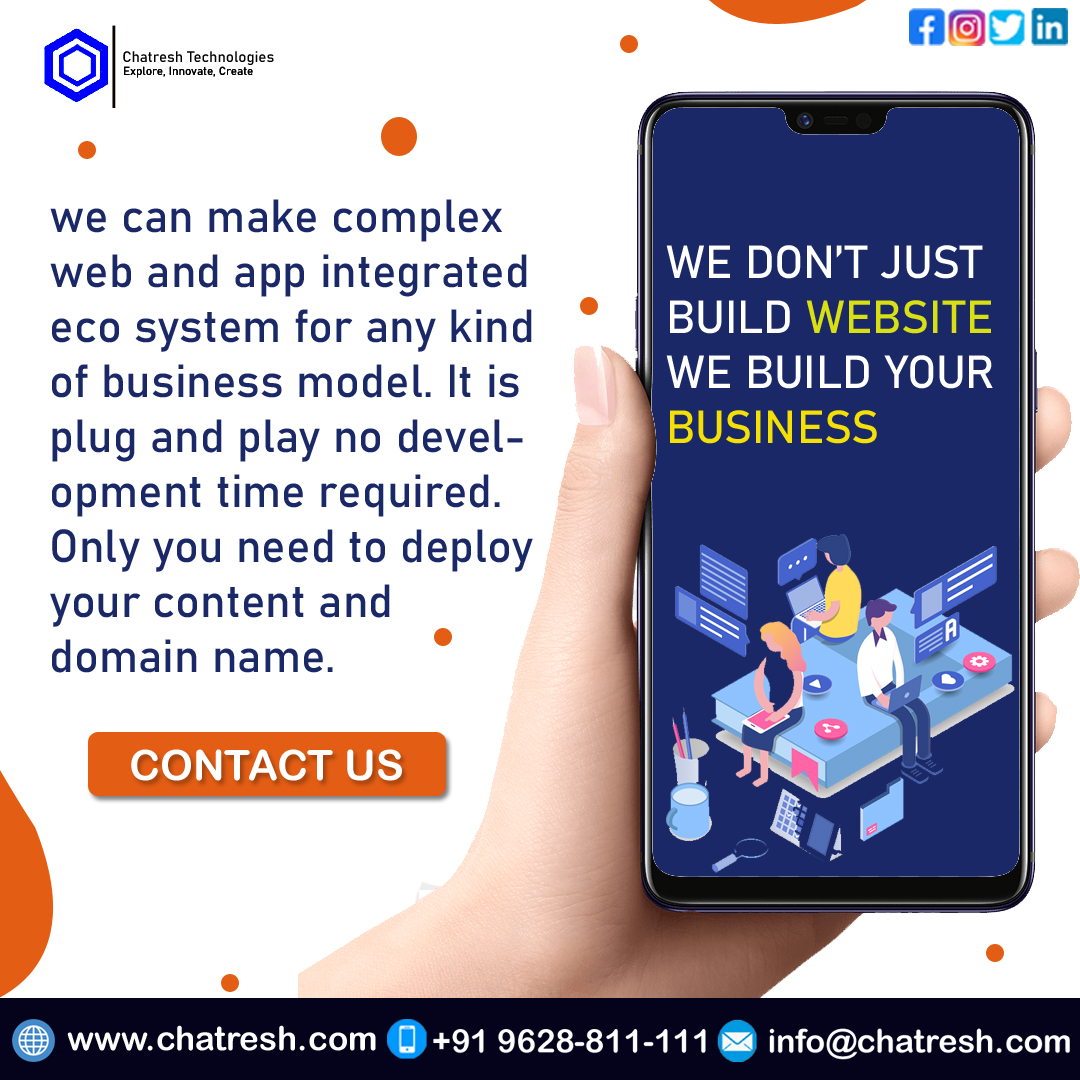 Chatresh Technologies
Explore, Innovate, Create
we can make complex
web and app integrated
eco system for any kind
of business model. It is
plug and play no devel-
opment time required.
Only you need to deploy
your content and
domain name.
CONTACT US
WE DON’T JUST
BUILD WEBSITE
WE BUILD YOUR
BUSINESS
A
www.chatresh.com +91 9628-811-111 info@chatresh.com